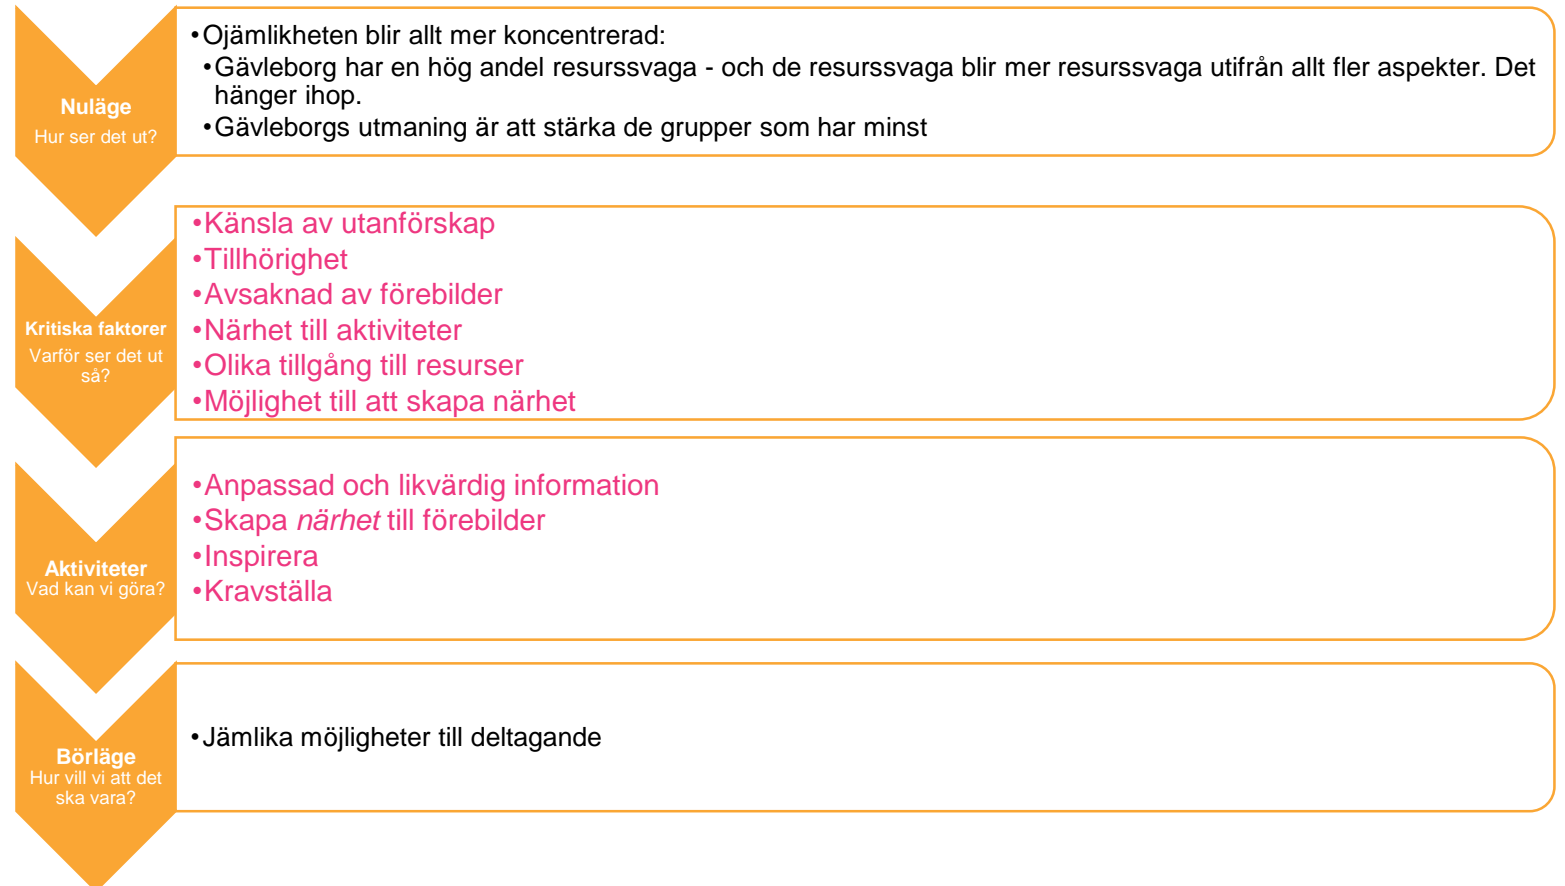 Nuläge
Hur ser det ut?
•Ojämlikheten blir allt mer koncentrerad:
•Gävleborg har en hög andel resurssvaga - och de resurssvaga blir mer resurssvaga utifrån allt fler aspekter. Det
hänger ihop.
•Gävleborgs utmaning är att stärka de grupper som har minst
Kritiska faktorer
Varför ser det ut
så?
•Känsla av utanförskap
•Tillhörighet
•Avsaknad av förebilder
•Närhet till aktiviteter
•Olika tillgång till resurser
•Möjlighet till att skapa närhet
Aktiviteter
Vad kan vi göra?
•Anpassad och likvärdig information
•Skapa närhet till förebilder
•Inspirera
•Kravställa
Börläge
Hur vill vi att det
ska vara?
•Jämlika möjligheter till deltagande